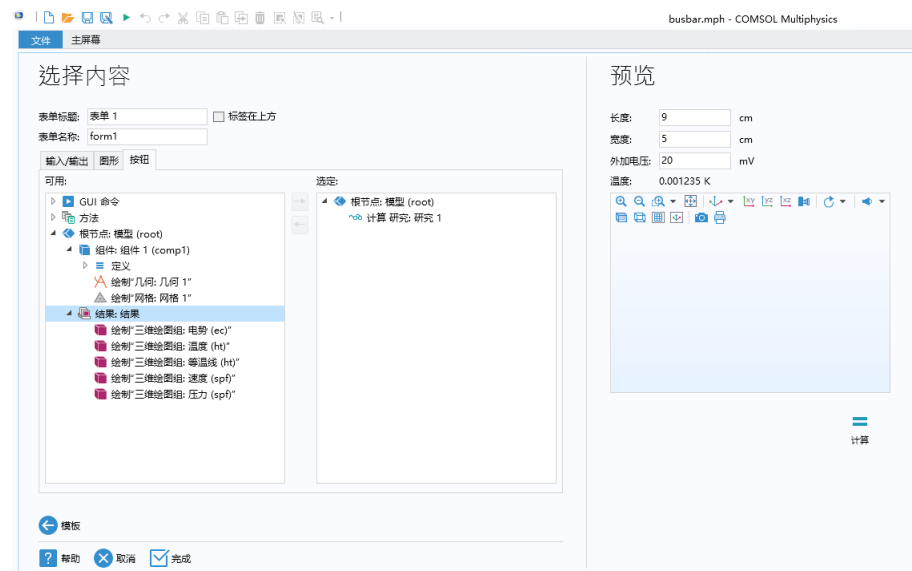 busbar.mph - COMSOL Multiphysics
文件 主屏幕
选择内容
表单标题: 表单 1 标签在上方
表单名称: form1
输入/输出 图形 按钮
可用:
GUI 命令
方法
根节点: 模型 (root)
组件: 组件 1 (comp1)
定义
绘制"几何: 几何 1"
绘制"网格: 网格 1"
结果: 结果
绘制"三维绘图组: 电势 (ec)"
绘制"三维绘图组: 温度 (ht)"
绘制"三维绘图组: 等温线 (ht)"
绘制"三维绘图组: 速度 (spf)"
绘制"三维绘图组: 压力 (spf)"
选定:
根节点: 模型 (root)
计算 研究: 研究 1
模板
帮助 取消 完成
预览
长度: 9 cm
宽度: 5 cm
外加电压: 20 mV
温度: 0.001235 K
xy yz xz
计算